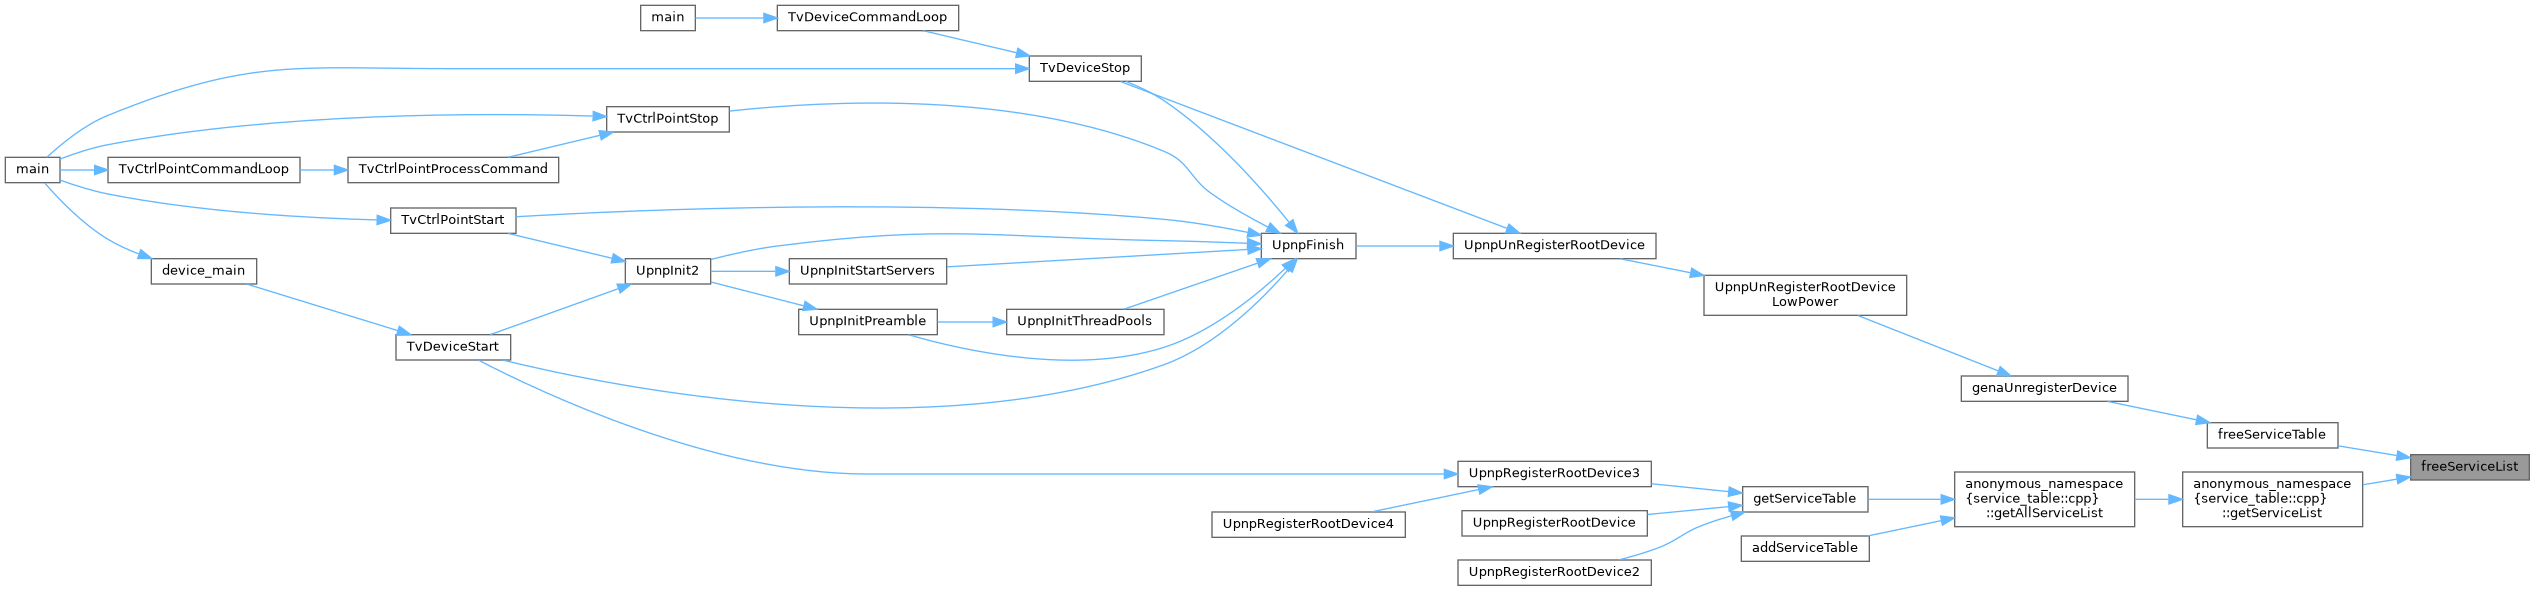 main
TvDeviceCommandLoop
TvDeviceStop
TvCtrlPointStop
main
TvCtrlPointCommandLoop
TvCtrlPointProcessCommand
TvCtrlPointStart
UpnpFinish
UpnpUnRegisterRootDevice
device_main
UpnpInit2
UpnpInitStartServers
UpnpUnRegisterRootDevice
LowPower
UpnpInitPreamble
UpnpInitThreadPools
TvDeviceStart
genaUnregisterDevice
freeServiceTable
freeServiceList
UpnpRegisterRootDevice3
getServiceTable
anonymous_namespace
{service_table::cpp}
::getAllServiceList
anonymous_namespace
{service_table::cpp}
::getServiceList
UpnpRegisterRootDevice4
UpnpRegisterRootDevice
addServiceTable
UpnpRegisterRootDevice2